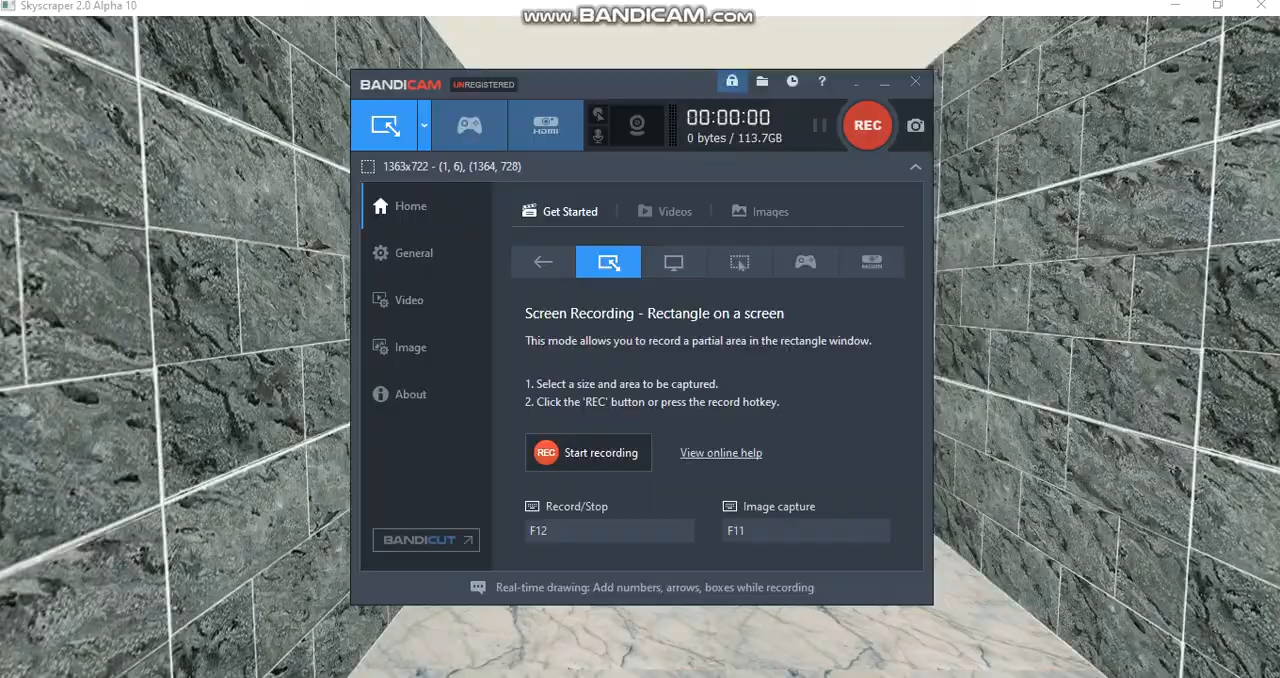 Skyscraper 2.0 Alpha 10
www.BANDICAM.com
BANDICAM UNREGISTERED
?
HDMI
00:00:00
0 bytes / 113.7GB
REC
1363x722 - (1, 6), (1364, 728)
Home
General
Video
Image
About
BANDICUT
Get Started
Videos
Images
Screen Recording - Rectangle on a screen
This mode allows you to record a partial area in the rectangle window.
1. Select a size and area to be captured.
2. Click the 'REC' button or press the record hotkey.
REC Start recording
View online help
Record/Stop
Image capture
F12
F11
Real-time drawing: Add numbers, arrows, boxes while recording